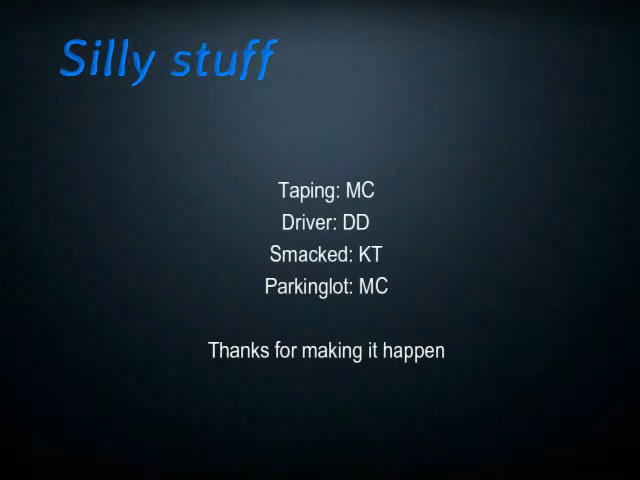 Silly stuff
Taping: MC
Driver: DD
Smacked: KT
Parkinglot: MC
Thanks for making it happen